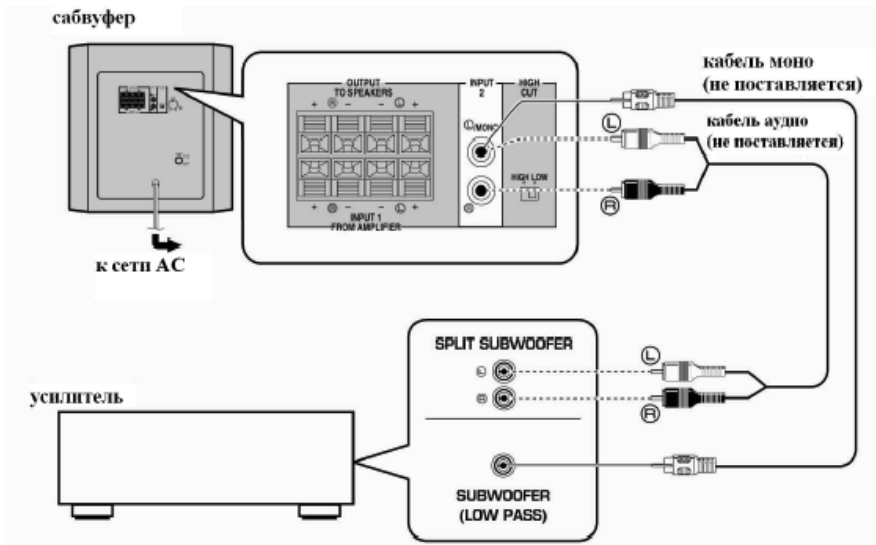 сабвуфер
OUTPUT
TO SPEAKERS
+ R - - L +
INPUT
2
HIGH
CUT
L/MONO
HIGH LOW
R
+ R - - L +
INPUT 1
FROM AMPLIFIER
кабель моно
(не поставляется)
L
кабель аудио
(не поставляется)
R
к сети AC
усилитель
SPLIT SUBWOOFER
L
R
L
R
SUBWOOFER
(LOW PASS)